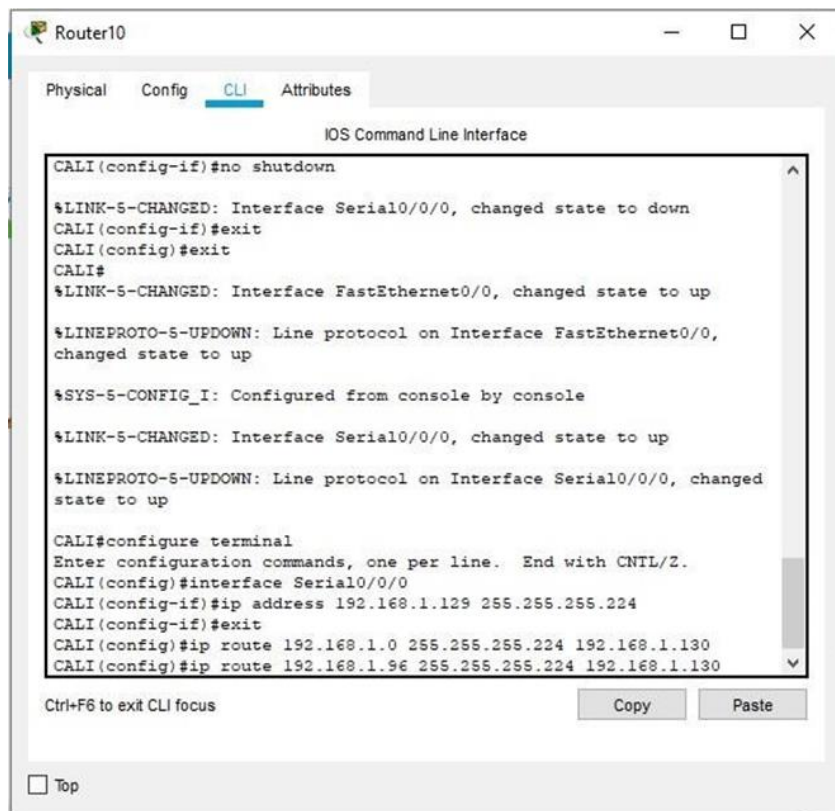 Router10
Physical Config CLI Attributes
IOS Command Line Interface
CALI(config-if)#no shutdown
%LINK-5-CHANGED: Interface Serial0/0/0, changed state to down
CALI(config-if)#exit
CALI(config)#exit
CALI#
%LINK-5-CHANGED: Interface FastEthernet0/0, changed state to up
%LINEPROTO-5-UPDOWN: Line protocol on Interface FastEthernet0/0,
changed state to up
%SYS-5-CONFIG_I: Configured from console by console
%LINK-5-CHANGED: Interface Serial0/0/0, changed state to up
%LINEPROTO-5-UPDOWN: Line protocol on Interface Serial0/0/0, changed
state to up
CALI#configure terminal
Enter configuration commands, one per line.  End with CNTL/Z.
CALI(config)#interface Serial0/0/0
CALI(config-if)#ip address 192.168.1.129 255.255.255.224
CALI(config-if)#exit
CALI(config)#ip route 192.168.1.0 255.255.255.224 192.168.1.130
CALI(config)#ip route 192.168.1.96 255.255.255.224 192.168.1.130
Ctrl+F6 to exit CLI focus
Copy Paste
Top